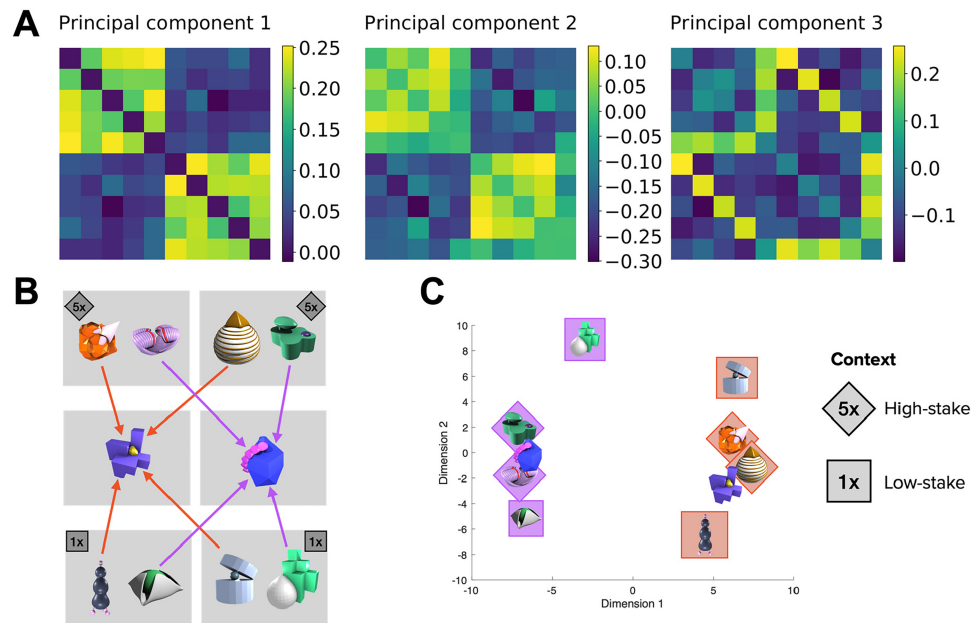 A
Principal component 1
Principal component 2
Principal component 3
0.25
0.20
0.15
0.10
0.05
0.00
0.10
0.05
0.00
−0.05
−0.10
−0.15
−0.20
−0.25
−0.30
0.2
0.1
0.0
−0.1
B
5x
5x
1x
1x
C
10
8
6
4
2
0
-2
-4
-6
-8
-10
Dimension 2
-10
-5
0
5
10
Dimension 1
Context
5x High-stake
1x Low-stake